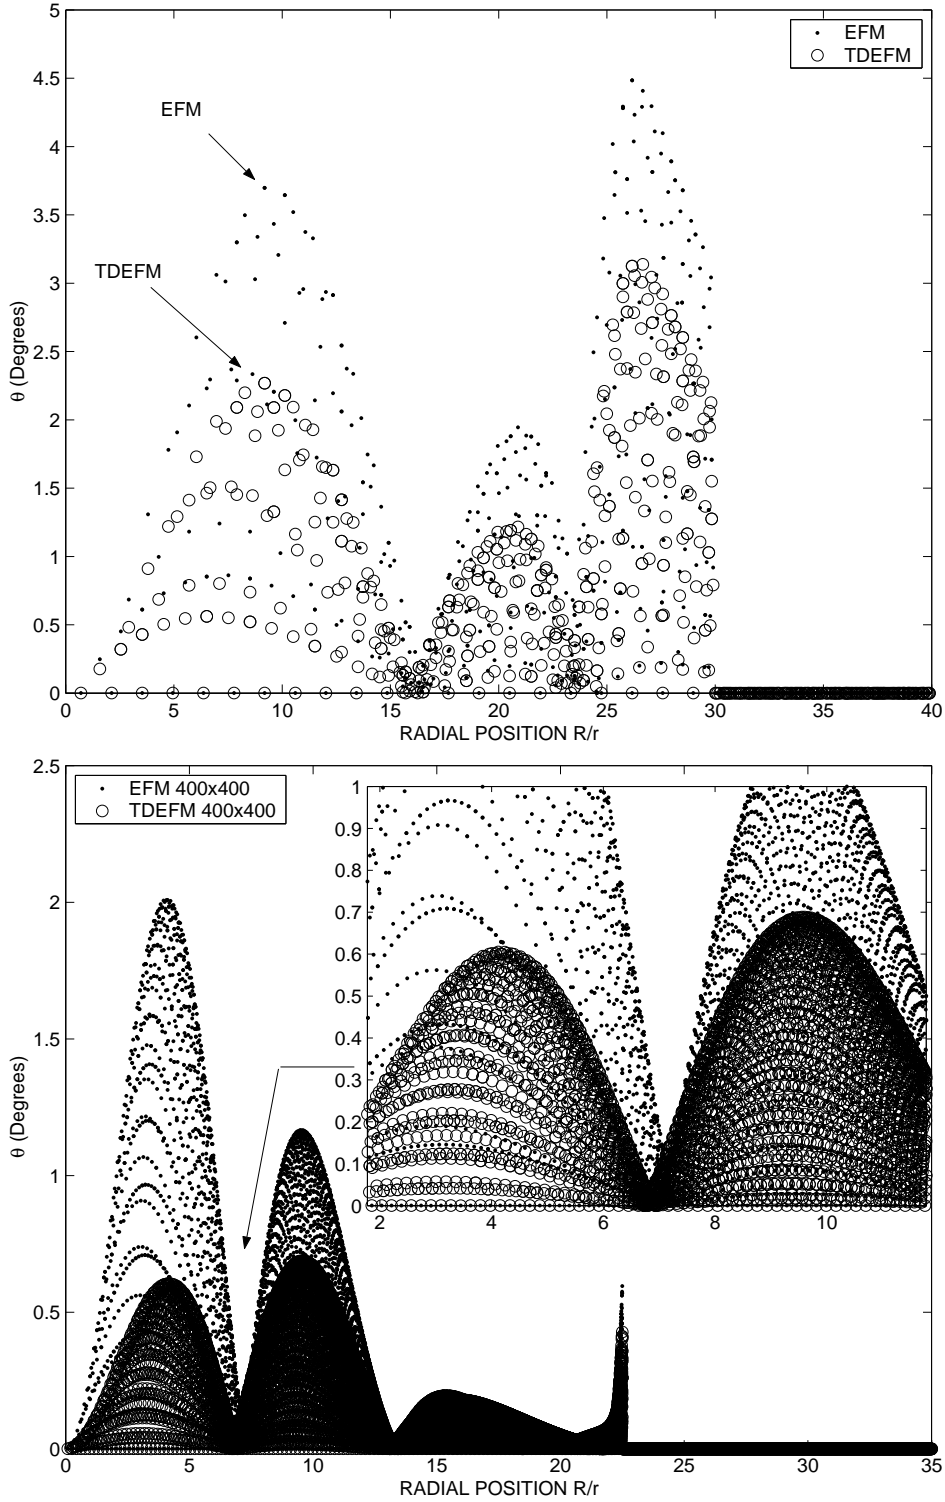 5
4.5
4
3.5
3
2.5
2
1.5
1
0.5
0
θ (Degrees)
EFM
TDEFM
EFM
TDEFM
0 5 10 15 20 25 30 35 40
RADIAL POSITION R/r
2.5
2
1.5
1
0.5
0
θ (Degrees)
EFM 400x400
TDEFM 400x400
1
0.9
0.8
0.7
0.6
0.5
0.4
0.3
0.2
0.1
0
2 4 6 8 10
0 5 10 15 20 25 30 35
RADIAL POSITION R/r